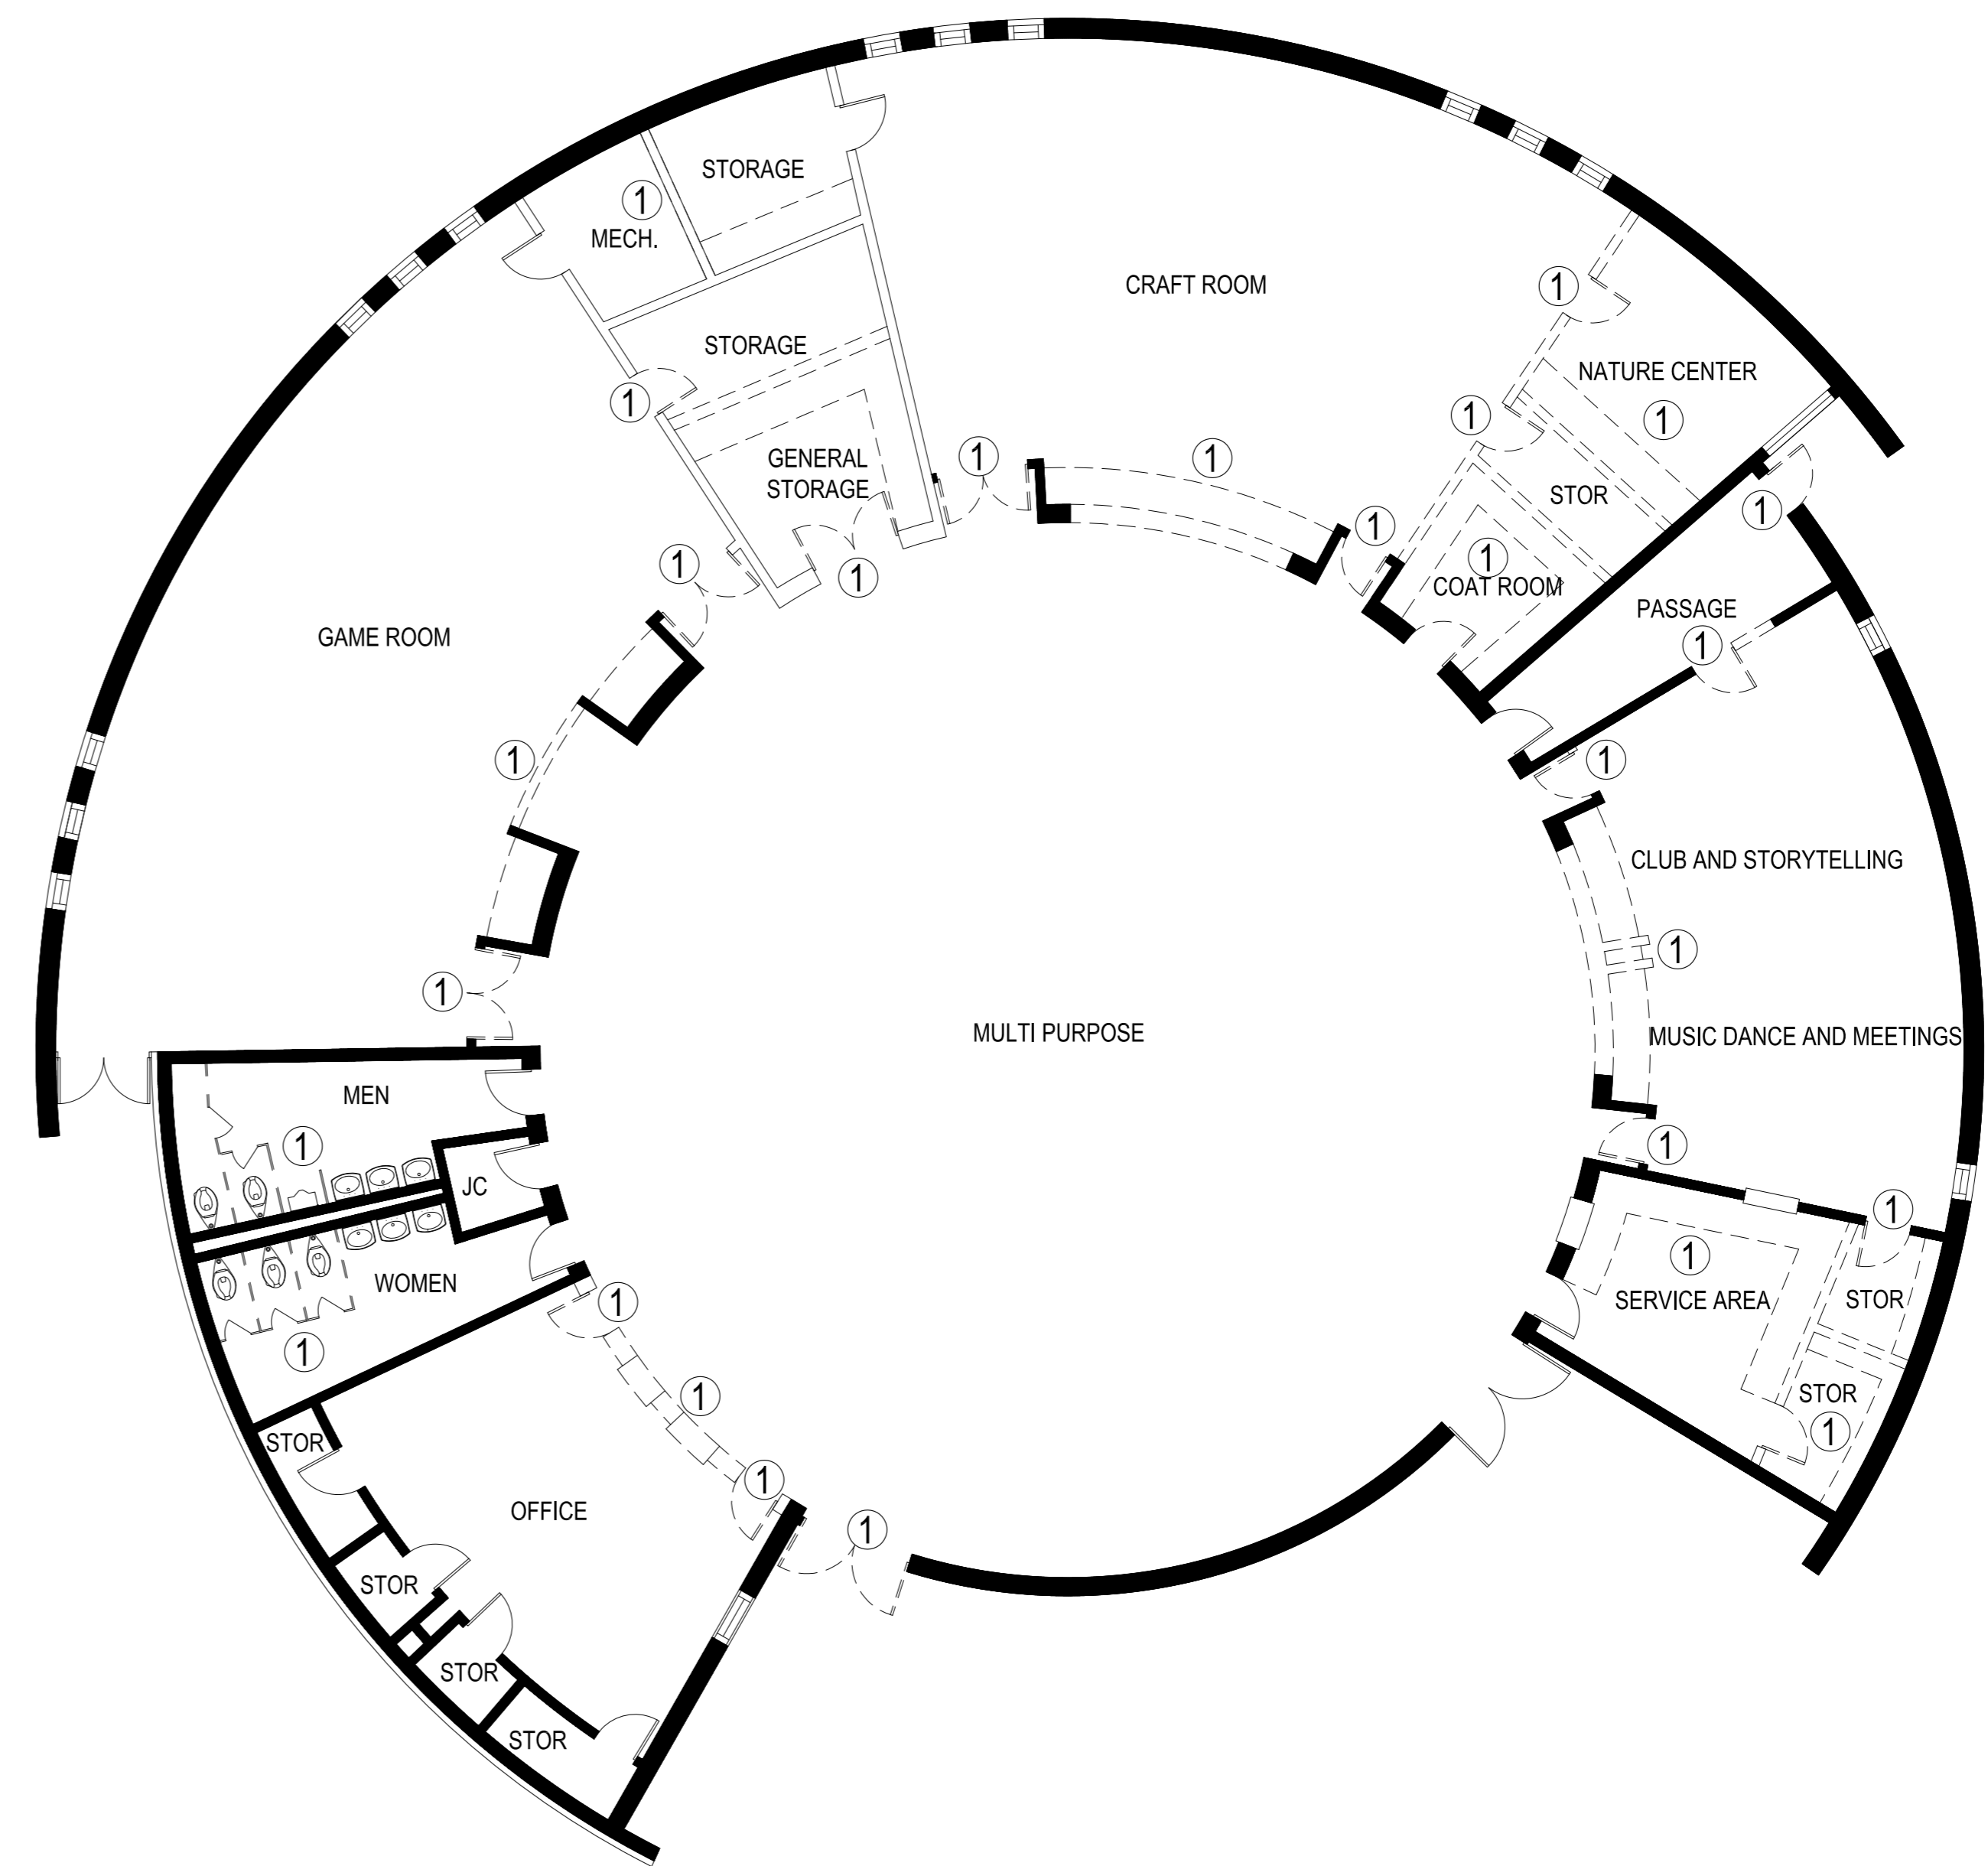 STORAGE
1
MECH.
CRAFT ROOM
1
STORAGE
NATURE CENTER
1
1
1
GENERAL
STORAGE
1
1
STOR
1
1
1
1
1
COAT ROOM
PASSAGE
GAME ROOM
1
1
1
CLUB AND STORYTELLING
1
1
MULTI PURPOSE
MUSIC DANCE AND MEETINGS
MEN
1
1
JC
1
WOMEN
1
SERVICE AREA
STOR
1
1
1
STOR
1
STOR
1
OFFICE
1
STOR
STOR
STOR